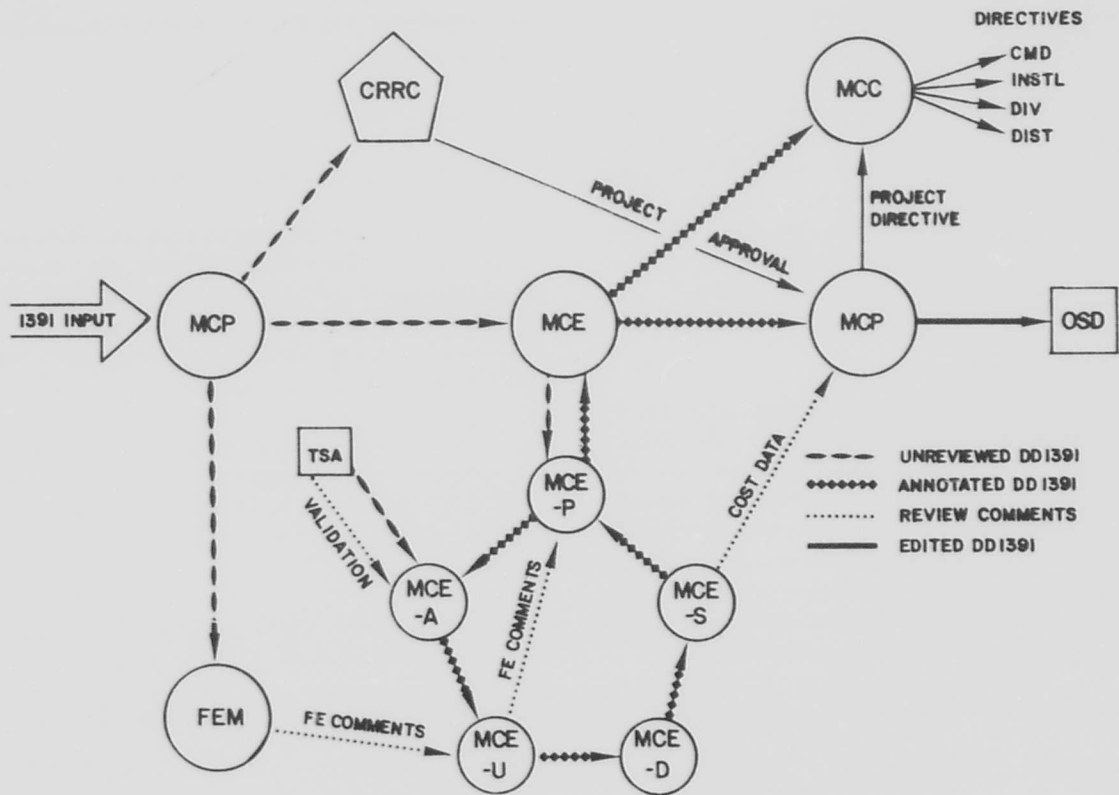 DIRECTIVES
CMD
INSTL
DIV
DIST
CRRC
MCC
PROJECT
APPROVAL
PROJECT
DIRECTIVE
1391 INPUT
MCP
MCE
MCP
OSD
TSA
VALIDATION
MCE
-P
COST DATA
UNREVIEWED DD1391
ANNOTATED DD1391
REVIEW COMMENTS
EDITED DD1391
MCE
-A
FE COMMENTS
MCE
-S
FEM
FE COMMENTS
MCE
-U
MCE
-D